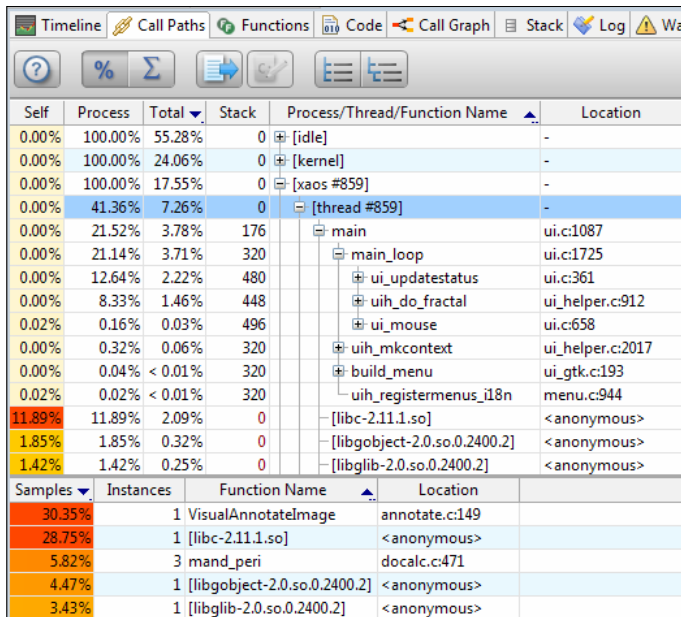 Timeline Call Paths Functions Code Call Graph Stack Log Wa
? % Σ
Self Process Total Stack Process/Thread/Function Name Location
0.00% 100.00% 55.28% 0 [idle] -
0.00% 100.00% 24.06% 0 [kernel] -
0.00% 100.00% 17.55% 0 [xaos #859] -
0.00% 41.36% 7.26% 0 [thread #859] -
0.00% 21.52% 3.78% 176 main ui.c:1087
0.00% 21.14% 3.71% 320 main_loop ui.c:1725
0.00% 12.64% 2.22% 480 ui_updatestatus ui.c:361
0.00% 8.33% 1.46% 448 uih_do_fractal ui_helper.c:912
0.02% 0.16% 0.03% 496 ui_mouse ui.c:658
0.00% 0.32% 0.06% 320 uih_mkcontext ui_helper.c:2017
0.00% 0.04% < 0.01% 320 build_menu ui_gtk.c:193
0.02% 0.02% < 0.01% 320 uih_registermenus_i18n menu.c:944
11.89% 11.89% 2.09% 0 [libc-2.11.1.so] <anonymous>
1.85% 1.85% 0.32% 0 [libgobject-2.0.so.0.2400.2] <anonymous>
1.42% 1.42% 0.25% 0 [libglib-2.0.so.0.2400.2] <anonymous>
Samples Instances Function Name Location
30.35% 1 VisualAnnotateImage annotate.c:149
28.75% 1 [libc-2.11.1.so] <anonymous>
5.82% 3 mand_peri docalc.c:471
4.47% 1 [libgobject-2.0.so.0.2400.2] <anonymous>
3.43% 1 [libglib-2.0.so.0.2400.2] <anonymous>